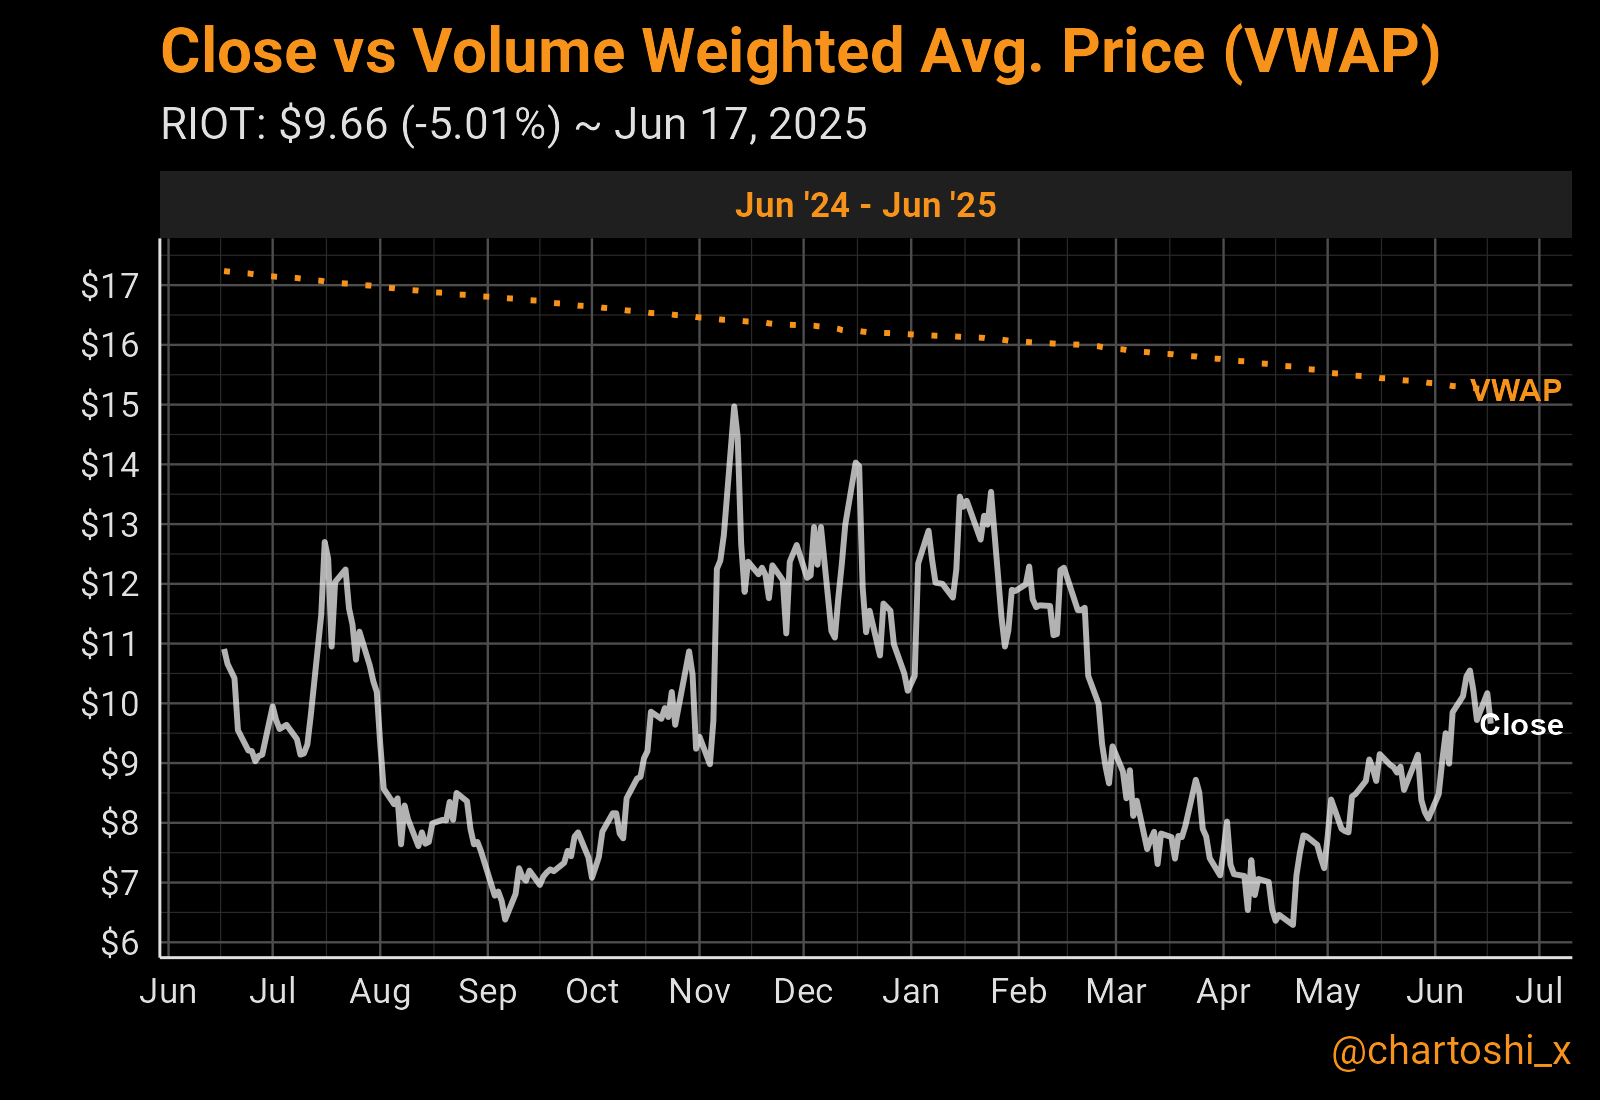 Close vs Volume Weighted Avg. Price (VWAP)
RIOT: $9.66 (-5.01%) ~ Jun 17, 2025
Jun '24 - Jun '25
$17
$16
$15
$14
$13
$12
$11
$10
$9
$8
$7
$6
VWAP
Close
Jun Jul Aug Sep Oct Nov Dec Jan Feb Mar Apr May Jun Jul
@chartoshi_x